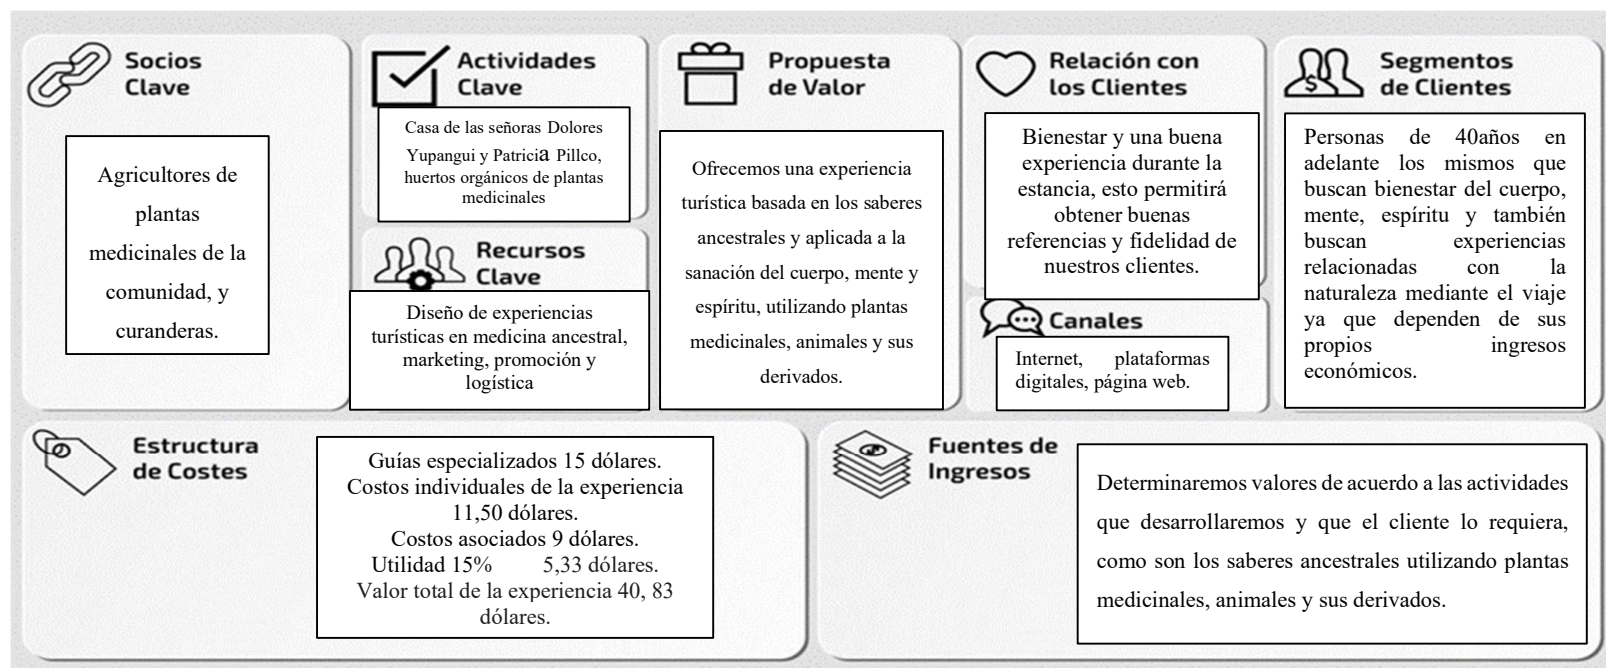 Socios
Clave
Agricultores de
plantas
medicinales de la
comunidad, y
curanderas.
Actividades
Clave
Casa de las señoras Dolores
Yupangui y Patricia Pillco,
huertos orgánicos de plantas
medicinales
Recursos
Clave
Diseño de experiencias
turísticas en medicina ancestral,
marketing, promoción y
logística
Propuesta
de Valor
Ofrecemos una experiencia
turística basada en los saberes
ancestrales y aplicada a la
sanación del cuerpo, mente y
espíritu, utilizando plantas
medicinales, animales y sus
derivados.
Relación con
los Clientes
Bienestar y una buena
experiencia durante la
estancia, esto permitirá
obtener buenas
referencias y fidelidad de
nuestros clientes.
Canales
Internet, plataformas
digitales, página web.
Segmentos
de Clientes
Personas de 40años en
adelante los mismos que
buscan bienestar del cuerpo,
mente, espíritu y también
buscan experiencias
relacionadas con la
naturaleza mediante el viaje
ya que dependen de sus
propios ingresos
económicos.
Estructura
de Costes
Guías especializados 15 dólares.
Costos individuales de la experiencia
11,50 dólares.
Costos asociados 9 dólares.
Utilidad 15% 5,33 dólares.
Valor total de la experiencia 40, 83
dólares.
Fuentes de
Ingresos
Determinaremos valores de acuerdo a las actividades
que desarrollaremos y que el cliente lo requiera,
como son los saberes ancestrales utilizando plantas
medicinales, animales y sus derivados.